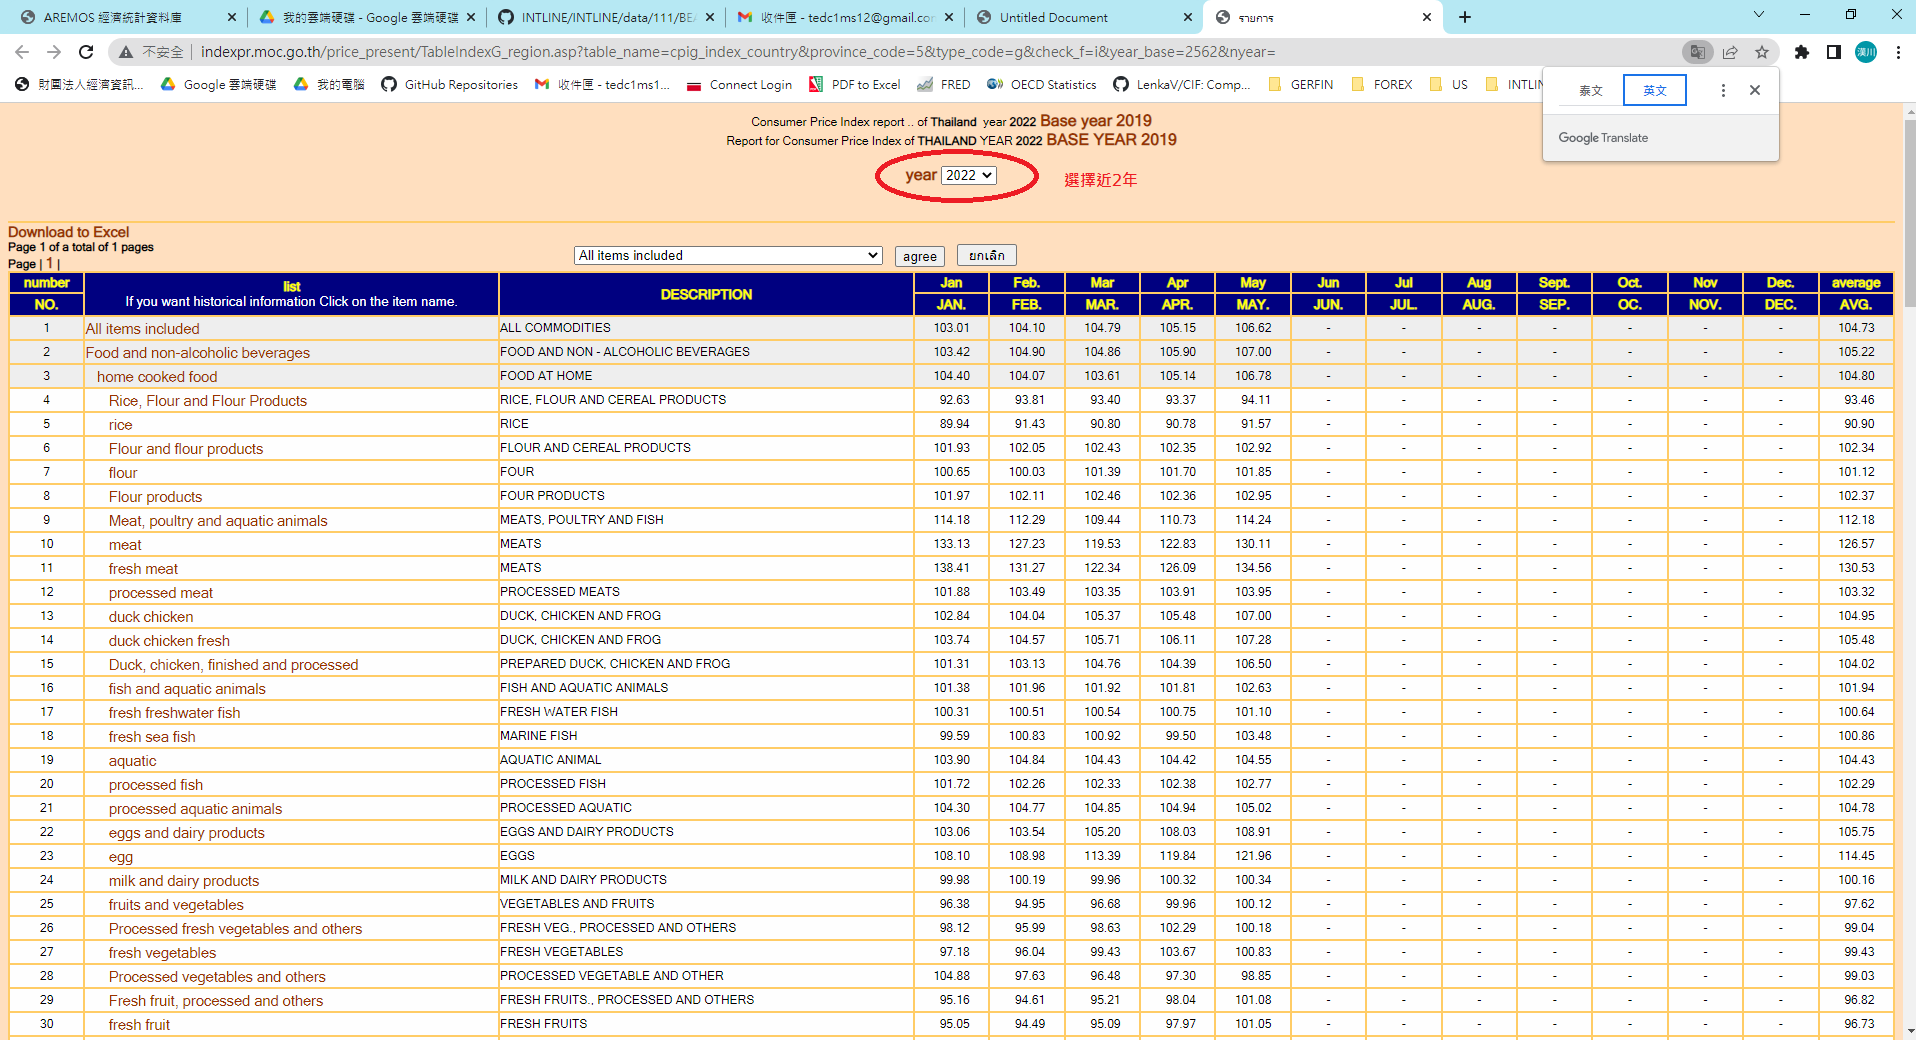 AREMOS 經濟統計資料庫
我的雲端硬碟 - Google 雲端硬碟
INTLINE/INTLINE/data/111/BEA
收件匣 - tedc1ms12@gmail.con
Untitled Document
รายการ
不安全 | indexpr.moc.go.th/price_present/TableIndexG_region.asp?table_name=cpig_index_country&province_code=5&type_code=g&check_f=i&year_base=2562&nyear=
漢川
財團法人經濟資訊... Google 雲端硬碟 我的電腦 GitHub Repositories 收件匣 - tedc1ms1... Connect Login PDF to Excel FRED OECD Statistics LenkaV/CIF: Comp... GERFIN FOREX US INTLIN
泰文 英文
Google Translate
Consumer Price Index report .. of Thailand year 2022 Base year 2019
Report for Consumer Price Index of THAILAND YEAR 2022 BASE YEAR 2019
year 2022 選擇近2年
Download to Excel
Page 1 of a total of 1 pages
Page | 1 |
All items included agree ยกเลิก
number list DESCRIPTION Jan Feb. Mar Apr May Jun Jul Aug Sept. Oct. Nov Dec. average
NO. If you want historical information Click on the item name. JAN. FEB. MAR. APR. MAY. JUN. JUL. AUG. SEP. OC. NOV. DEC. AVG.
1 All items included ALL COMMODITIES 103.01 104.10 104.79 105.15 106.62 - - - - - - - 104.73
2 Food and non-alcoholic beverages FOOD AND NON - ALCOHOLIC BEVERAGES 103.42 104.90 104.86 105.90 107.00 - - - - - - - 105.22
3 home cooked food FOOD AT HOME 104.40 104.07 103.61 105.14 106.78 - - - - - - - 104.80
4 Rice, Flour and Flour Products RICE, FLOUR AND CEREAL PRODUCTS 92.63 93.81 93.40 93.37 94.11 - - - - - - - 93.46
5 rice RICE 89.94 91.43 90.80 90.78 91.57 - - - - - - - 90.90
6 Flour and flour products FLOUR AND CEREAL PRODUCTS 101.93 102.05 102.43 102.35 102.92 - - - - - - - 102.34
7 flour FOUR 100.65 100.03 101.39 101.70 101.85 - - - - - - - 101.12
8 Flour products FOUR PRODUCTS 101.97 102.11 102.46 102.36 102.95 - - - - - - - 102.37
9 Meat, poultry and aquatic animals MEATS, POULTRY AND FISH 114.18 112.29 109.44 110.73 114.24 - - - - - - - 112.18
10 meat MEATS 133.13 127.23 119.53 122.83 130.11 - - - - - - - 126.57
11 fresh meat MEATS 138.41 131.27 122.34 126.09 134.56 - - - - - - - 130.53
12 processed meat PROCESSED MEATS 101.88 103.49 103.35 103.91 103.95 - - - - - - - 103.32
13 duck chicken DUCK, CHICKEN AND FROG 102.84 104.04 105.37 105.48 107.00 - - - - - - - 104.95
14 duck chicken fresh DUCK, CHICKEN AND FROG 103.74 104.57 105.71 106.11 107.28 - - - - - - - 105.48
15 Duck, chicken, finished and processed PREPARED DUCK, CHICKEN AND FROG 101.31 103.13 104.76 104.39 106.50 - - - - - - - 104.02
16 fish and aquatic animals FISH AND AQUATIC ANIMALS 101.38 101.96 101.92 101.81 102.63 - - - - - - - 101.94
17 fresh freshwater fish FRESH WATER FISH 100.31 100.51 100.54 100.75 101.10 - - - - - - - 100.64
18 fresh sea fish MARINE FISH 99.59 100.83 100.92 99.50 103.48 - - - - - - - 100.86
19 aquatic AQUATIC ANIMAL 103.90 104.84 104.43 104.42 104.55 - - - - - - - 104.43
20 processed fish PROCESSED FISH 101.72 102.26 102.33 102.38 102.77 - - - - - - - 102.29
21 processed aquatic animals PROCESSED AQUATIC 104.30 104.77 104.85 104.94 105.02 - - - - - - - 104.78
22 eggs and dairy products EGGS AND DAIRY PRODUCTS 103.06 103.54 105.20 108.03 108.91 - - - - - - - 105.75
23 egg EGGS 108.10 108.98 113.39 119.84 121.96 - - - - - - - 114.45
24 milk and dairy products MILK AND DAIRY PRODUCTS 99.98 100.19 99.96 100.32 100.34 - - - - - - - 100.16
25 fruits and vegetables VEGETABLES AND FRUITS 96.38 94.95 96.68 99.96 100.12 - - - - - - - 97.62
26 Processed fresh vegetables and others FRESH VEG., PROCESSED AND OTHERS 98.12 95.99 98.63 102.29 100.18 - - - - - - - 99.04
27 fresh vegetables FRESH VEGETABLES 97.18 96.04 99.43 103.67 100.83 - - - - - - - 99.43
28 Processed vegetables and others PROCESSED VEGETABLE AND OTHER 104.88 97.63 96.48 97.30 98.85 - - - - - - - 99.03
29 Fresh fruit, processed and others FRESH FRUITS., PROCESSED AND OTHERS 95.16 94.61 95.21 98.04 101.08 - - - - - - - 96.82
30 fresh fruit FRESH FRUITS 95.05 94.49 95.09 97.97 101.05 - - - - - - - 96.73